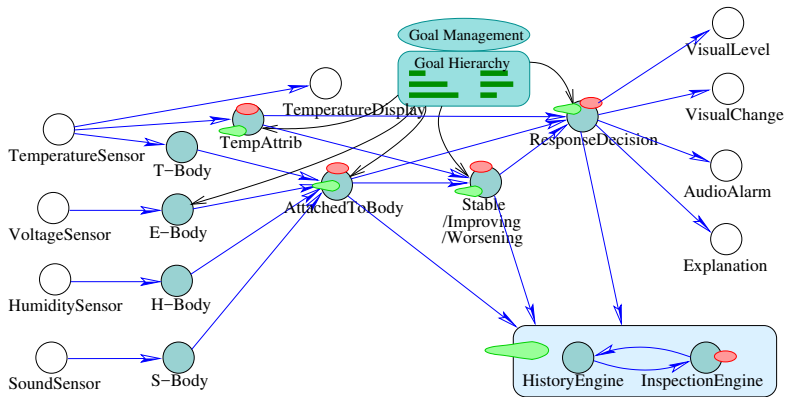 Goal Management
Goal Hierarchy
VisualLevel
TemperatureDisplay
VisualChange
TempAttrib
ResponseDecision
TemperatureSensor
T−Body
AudioAlarm
AttachedToBody
Stable
/Improving
/Worsening
VoltageSensor
E−Body
Explanation
HumiditySensor
H−Body
SoundSensor
S−Body
HistoryEngine
InspectionEngine